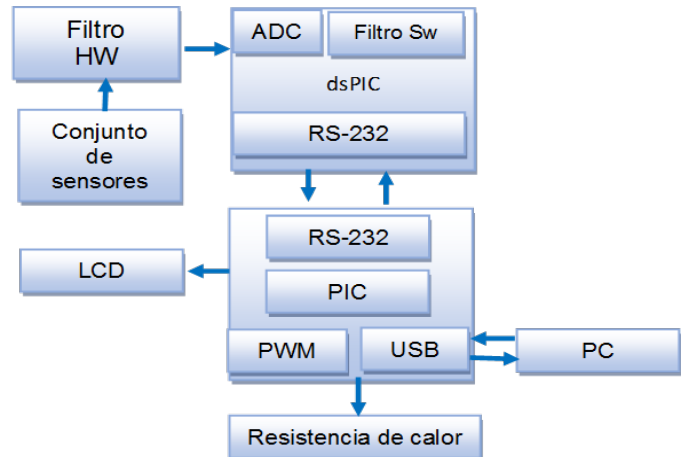 Filtro
HW
ADC
Filtro Sw
dsPIC
RS-232
Conjunto
de
sensores
RS-232
LCD
PIC
PWM
USB
PC
Resistencia de calor